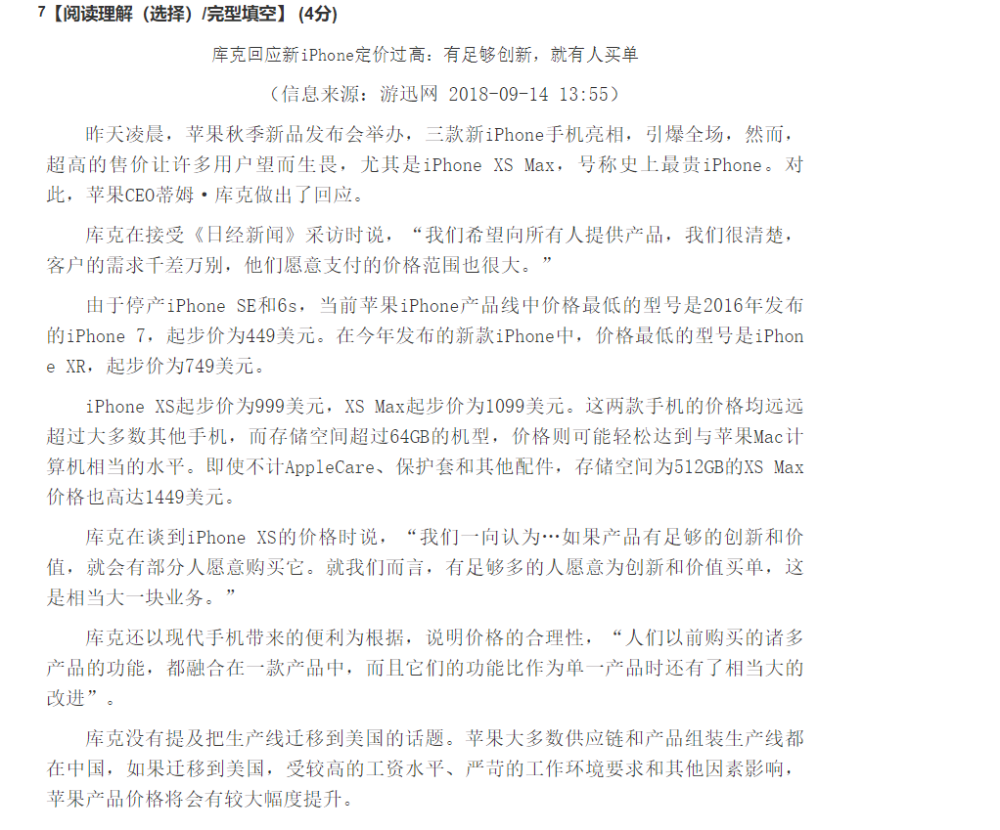 7【阅读理解（选择）/完型填空】 (4分)
库克回应新iPhone定价过高：有足够创新，就有人买单
（信息来源：游迅网 2018-09-14 13:55）
昨天凌晨，苹果秋季新品发布会举办，三款新iPhone手机亮相，引爆全场，然而，
超高的售价让许多用户望而生畏，尤其是iPhone XS Max，号称史上最贵iPhone。对
此，苹果CEO蒂姆·库克做出了回应。
库克在接受《日经新闻》采访时说，“我们希望向所有人提供产品，我们很清楚，
客户的需求千差万别，他们愿意支付的价格范围也很大。”
由于停产iPhone SE和6s，当前苹果iPhone产品线中价格最低的型号是2016年发布
的iPhone 7，起步价为449美元。在今年发布的新款iPhone中，价格最低的型号是iPhon
e XR，起步价为749美元。
iPhone XS起步价为999美元，XS Max起步价为1099美元。这两款手机的价格均远远
超过大多数其他手机，而存储空间超过64GB的机型，价格则可能轻松达到与苹果Mac计
算机相当的水平。即使不计AppleCare、保护套和其他配件，存储空间为512GB的XS Max
价格也高达1449美元。
库克在谈到iPhone XS的价格时说，“我们一向认为…如果产品有足够的创新和价
值，就会有部分人愿意购买它。就我们而言，有足够多的人愿意为创新和价值买单，这
是相当大一块业务。”
库克还以现代手机带来的便利为根据，说明价格的合理性，“人们以前购买的诸多
产品的功能，都融合在一款产品中，而且它们的功能比作为单一产品时还有了相当大的
改进”。
库克没有提及把生产线迁移到美国的话题。苹果大多数供应链和产品组装生产线都
在中国，如果迁移到美国，受较高的工资水平、严苛的工作环境要求和其他因素影响，
苹果产品价格将会有较大幅度提升。